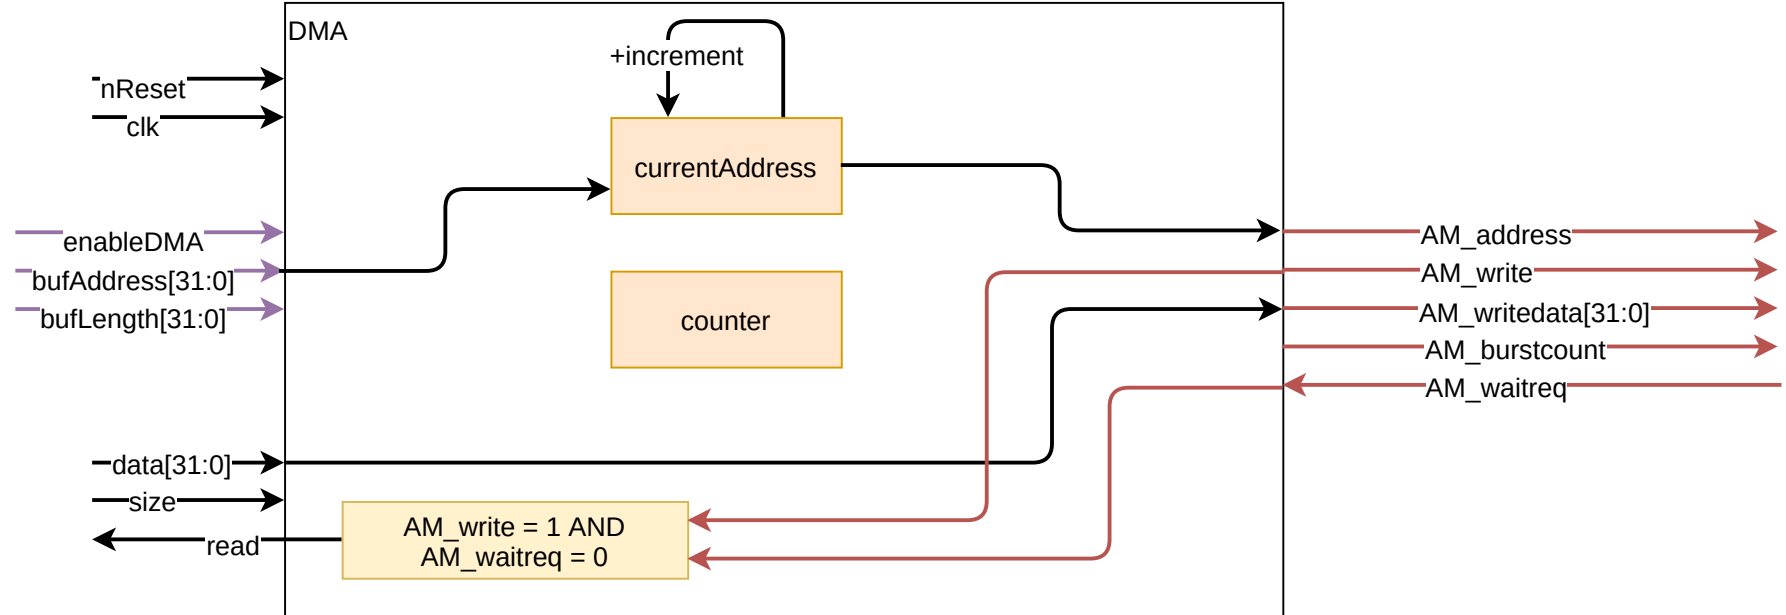 DMA
+increment
nReset
clk
currentAddress
enableDMA
AM_address
bufAddress[31:0]
AM_write
bufLength[31:0]
counter
AM_writedata[31:0]
AM_burstcount
AM_waitreq
data[31:0]
size
AM_write = 1 AND
AM_waitreq = 0
read